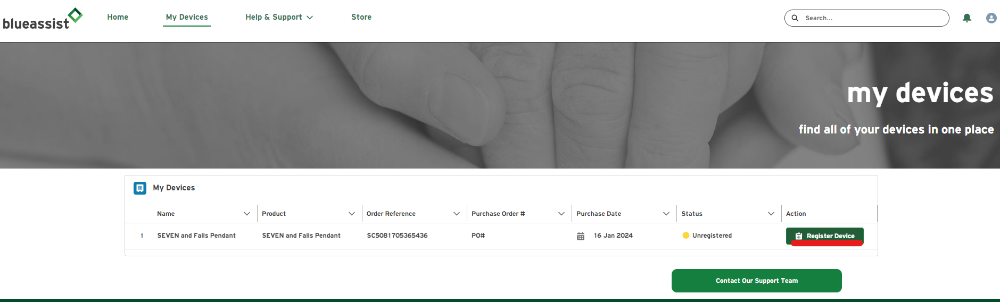 blueassist
Home My Devices Help & Support Store Search...
my devices
find all of your devices in one place
My Devices
Name Product Order Reference Purchase Order # Purchase Date Status Action
1 SEVEN and Falls Pendant SEVEN and Falls Pendant SC5081705365436 PO# 16 Jan 2024 Unregistered Register Device
Contact Our Support Team